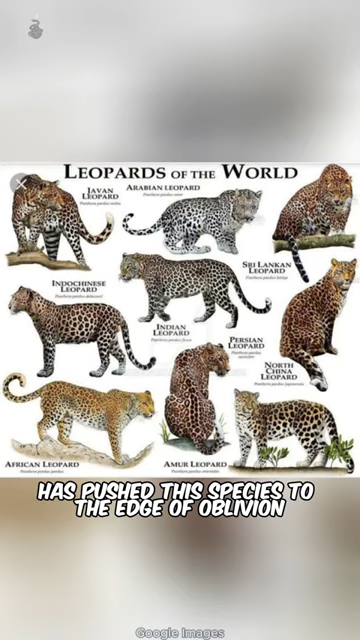 LEOPARDS OF THE WORLD
JAVAN
LEOPARD
ARABIAN LEOPARD
SRI LANKAN
LEOPARD
INDOCHINESE
LEOPARD
INDIAN
LEOPARD
PERSIAN
LEOPARD
NORTH
CHINA
LEOPARD
AFRICAN LEOPARD
AMUR LEOPARD
HAS PUSHED THIS SPECIES TO
THE EDGE OF OBLIVION
Google Images